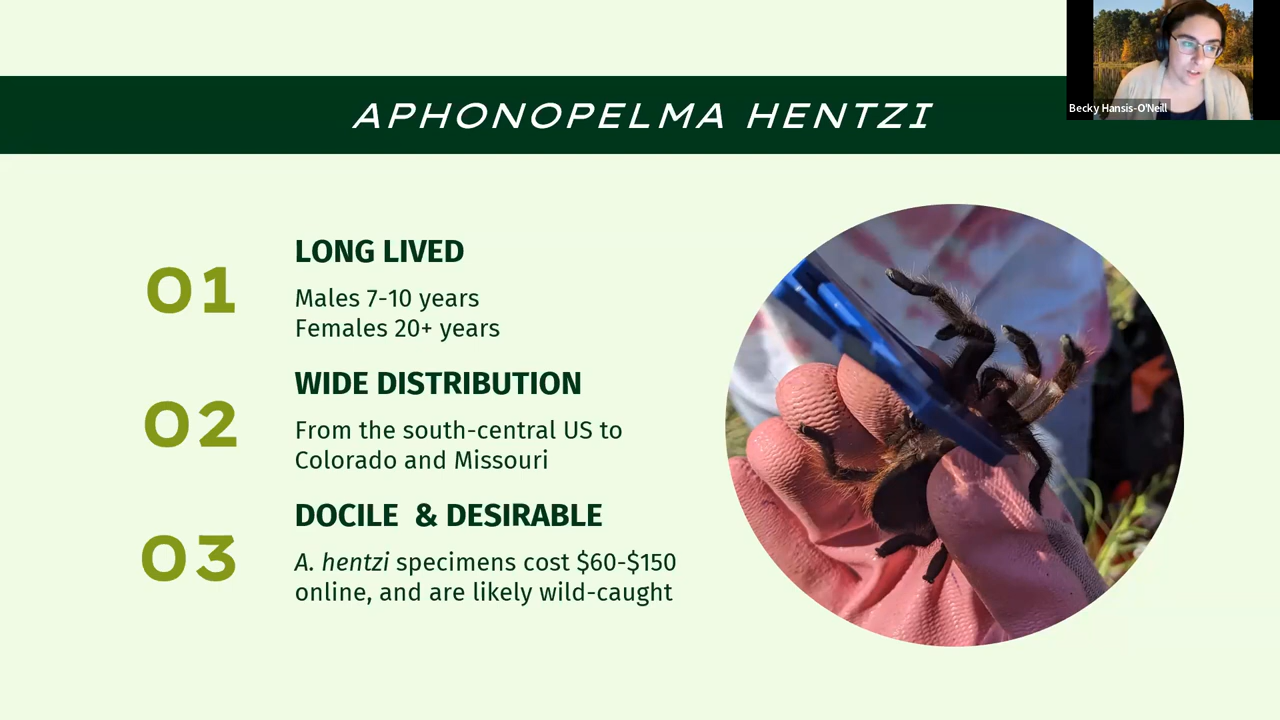 APHONOPELMA HENTZI
Becky Hansis-O'Neill
01
LONG LIVED
Males 7-10 years
Females 20+ years
02
WIDE DISTRIBUTION
From the south-central US to
Colorado and Missouri
03
DOCILE & DESIRABLE
A. hentzi specimens cost $60-$150
online, and are likely wild-caught